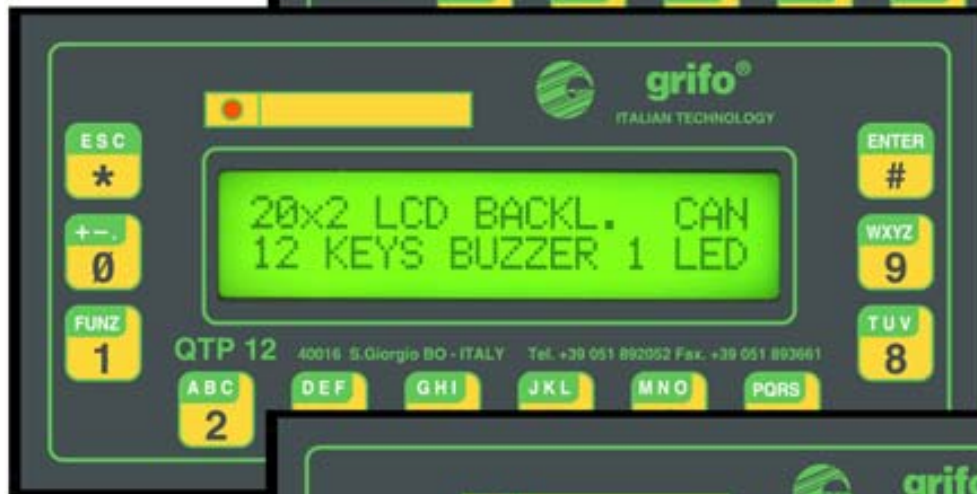 grifo®
ITALIAN TECHNOLOGY
ESC
*
ENTER
#
20x2 LCD BACKL. CAN
12 KEYS BUZZER 1 LED
+-.
0
WXYZ
9
FUNZ
1
TUV
8
QTP 12 40016 S.Giorgio BO - ITALY Tel. +39 051 892052 Fax. +39 051 893661
ABC DEF GHI JKL MNO PQRS
2
grifo